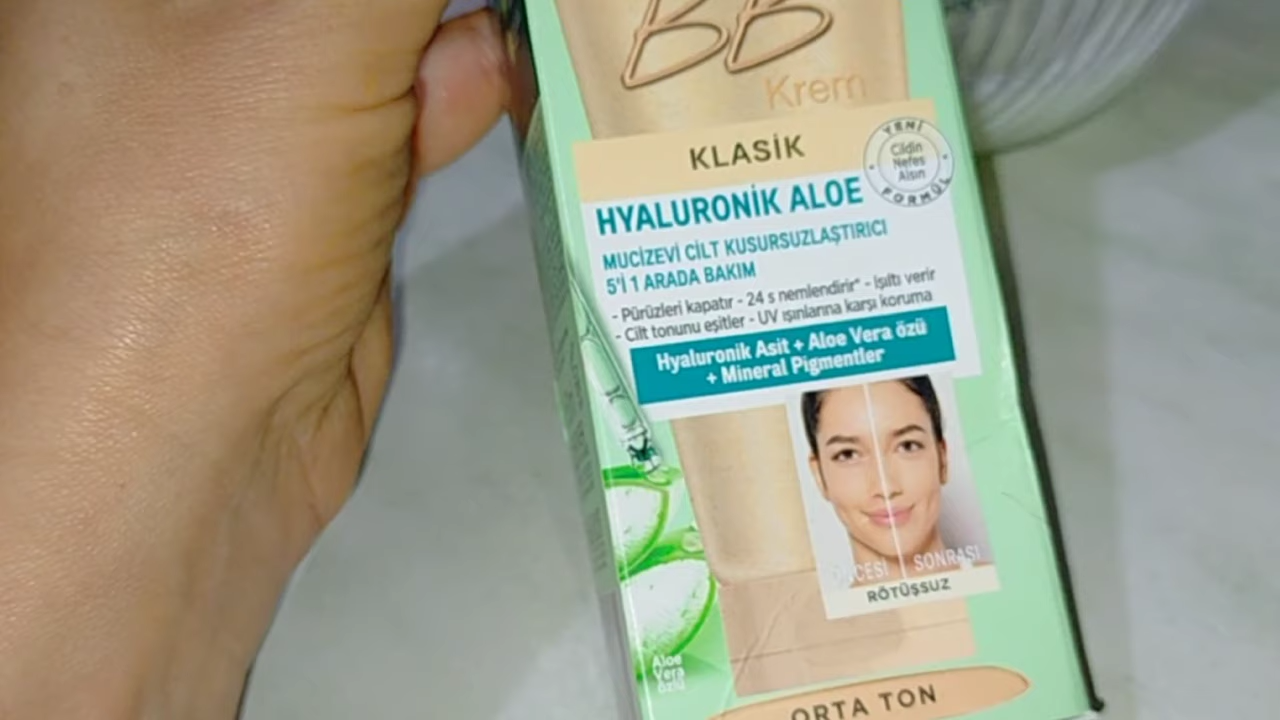 BB
Krem
KLASİK
YENİ
Cildin
Nefes
Alsın
FORMÜL
HYALURONİK ALOE
MUCİZEVİ CİLT KUSURSUZLAŞTIRICI
5'İ 1 ARADA BAKIM
- Pürüzleri kapatır - 24 s nemlendirir* - Işıltı verir
- Cilt tonunu eşitler - UV ışınlarına karşı koruma
Hyaluronik Asit + Aloe Vera özü
+ Mineral Pigmentler
SONRASI
RÖTUŞSUZ
Aloe
Vera
özü
ORTA TON